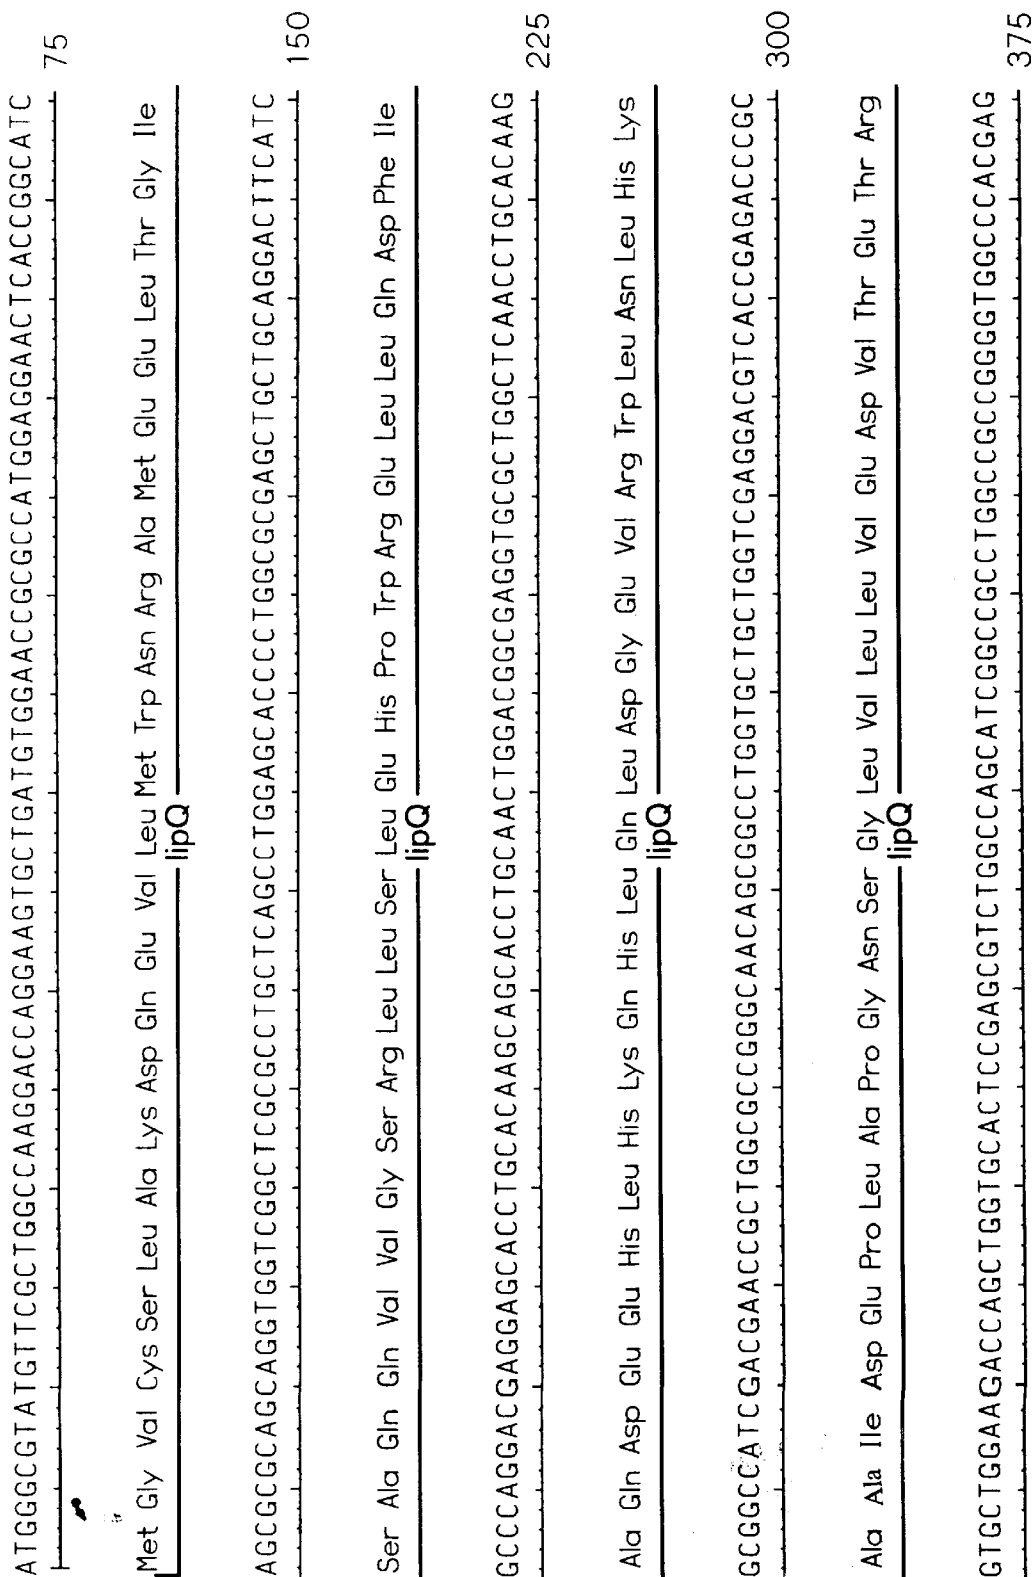 ATGGGCGTATGTTCGCTGGCCAAGGACCAGGAAGTGCTGATGTGGAACCGCGCCATGGAGGAACTCACCGGCATC 75
Met Gly Val Cys Ser Leu Ala Lys Asp Gln Glu Val Leu Met Trp Asn Arg Ala Met Glu Glu Leu Thr Gly Ile
lipQ
AGCGCGCAGCAGGTGGTCGGCTCGCGCCTGCTCAGCCTGGAGCACCCCTGGCGCGAGCTGCTGCAGGACTTCATC 150
Ser Ala Gln Gln Val Val Gly Ser Arg Leu Leu Ser Leu Glu His Pro Trp Arg Glu Leu Leu Gln Asp Phe Ile
lipQ
GCCCAGGACGAGGAGCACCTGCACAAGCAGCACCTGCAACTGGACGGCGAGGTGCGCTGGCTCAACCTGCACAAG 225
Ala Gln Asp Glu Glu His Leu His Lys Gln His Leu Gln Leu Asp Gly Glu Val Arg Trp Leu Asn Leu His Lys
lipQ
GCGGCCATCGACGAACCGCTGGCGCCGGGCAACAGCGGCCTGGTGCTGCTGGTCGAGGACGTCACCGAGACCCGC 300
Ala Ala Ile Asp Glu Pro Leu Ala Pro Gly Asn Ser Gly Leu Val Leu Leu Val Glu Asp Val Thr Glu Thr Arg
lipQ
GTGCTGGAAGACCAGCTGGTGCACTCCGAGCGTCTGGCCAGCATCGGCCGCCTGGCCGCCGGGGTGGCCCACGAG 375